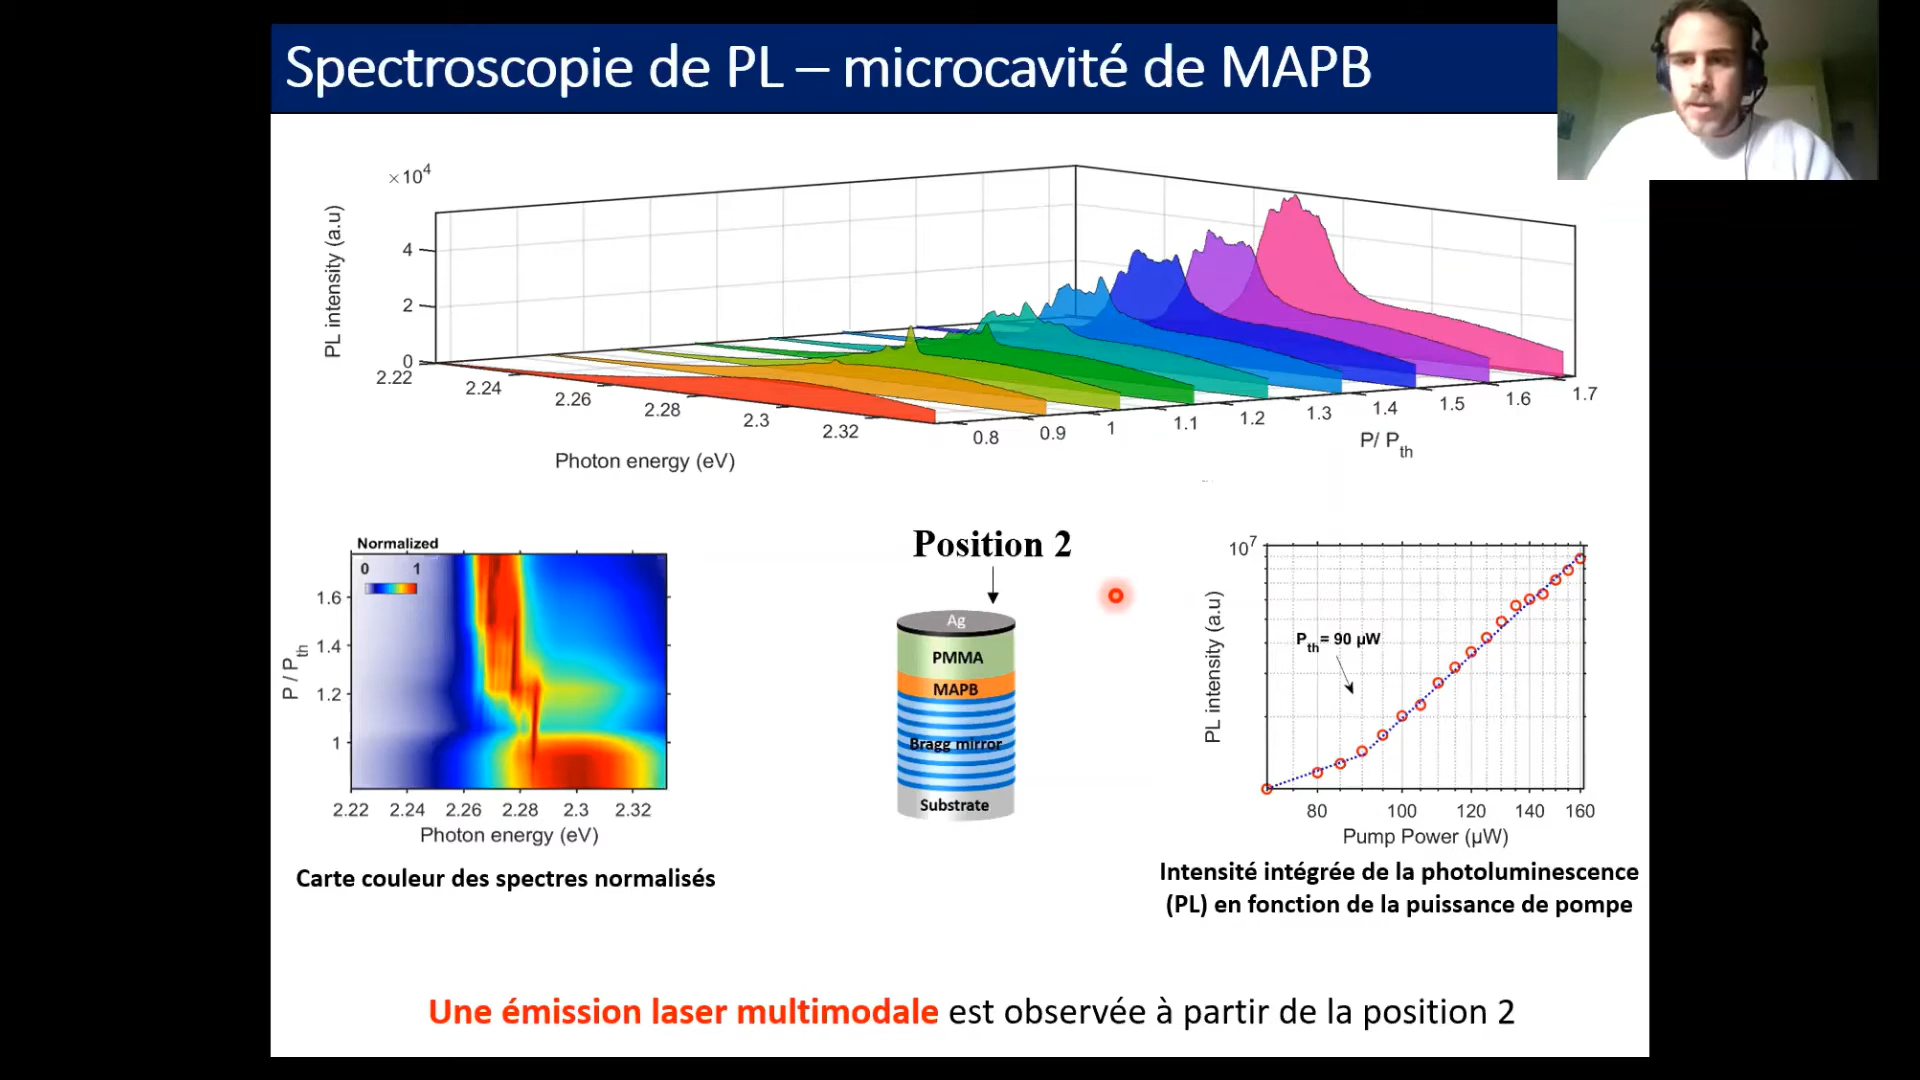 Spectroscopie de PL – microcavité de MAPB
×10⁴
PL intensity (a.u)
4
2
0
2.22
2.24
2.26
2.28
2.3
2.32
Photon energy (eV)
0.8
0.9
1
1.1
1.2
1.3
1.4
1.5
1.6
1.7
P/ Pth
Normalized
0 1
P / Pth
1.6
1.4
1.2
1
2.22 2.24 2.26 2.28 2.3 2.32
Photon energy (eV)
Carte couleur des spectres normalisés
Position 2
Ag
PMMA
MAPB
Bragg mirror
Substrate
10⁷
PL intensity (a.u)
Pth= 90 µW
80 100 120 140 160
Pump Power (µW)
Intensité intégrée de la photoluminescence
(PL) en fonction de la puissance de pompe
Une émission laser multimodale est observée à partir de la position 2